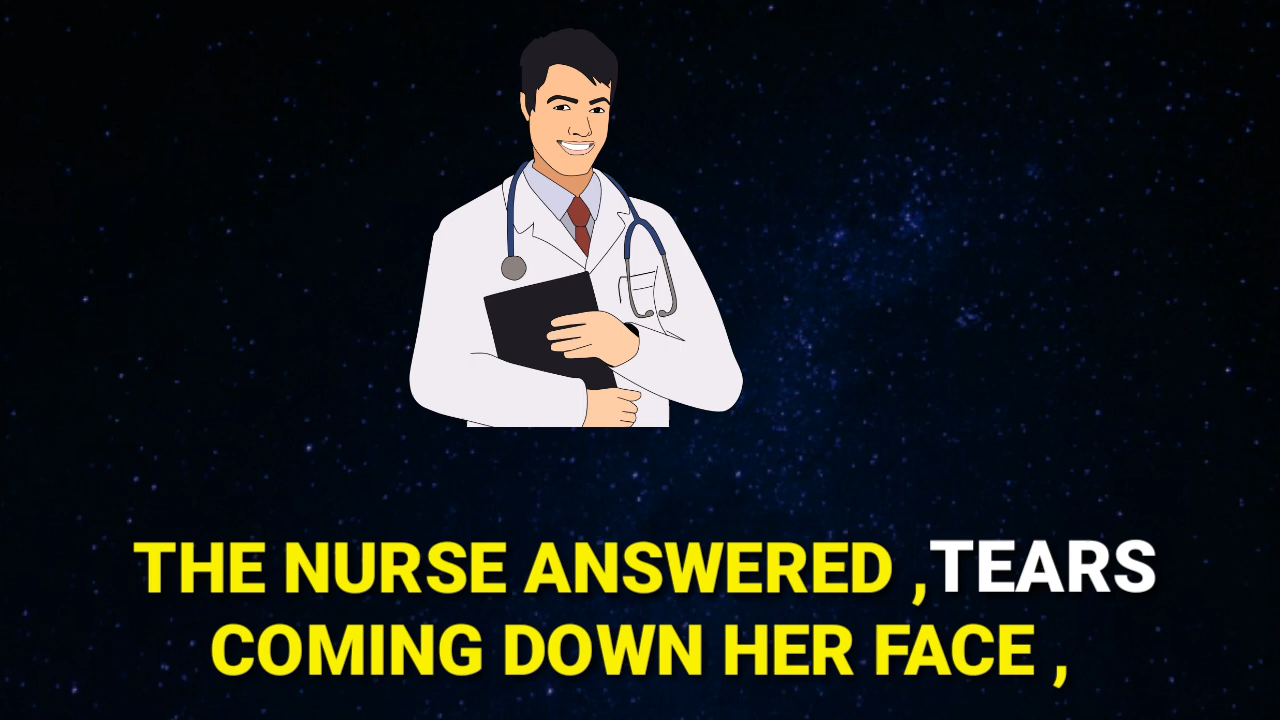 THE NURSE ANSWERED ,TEARS
COMING DOWN HER FACE ,